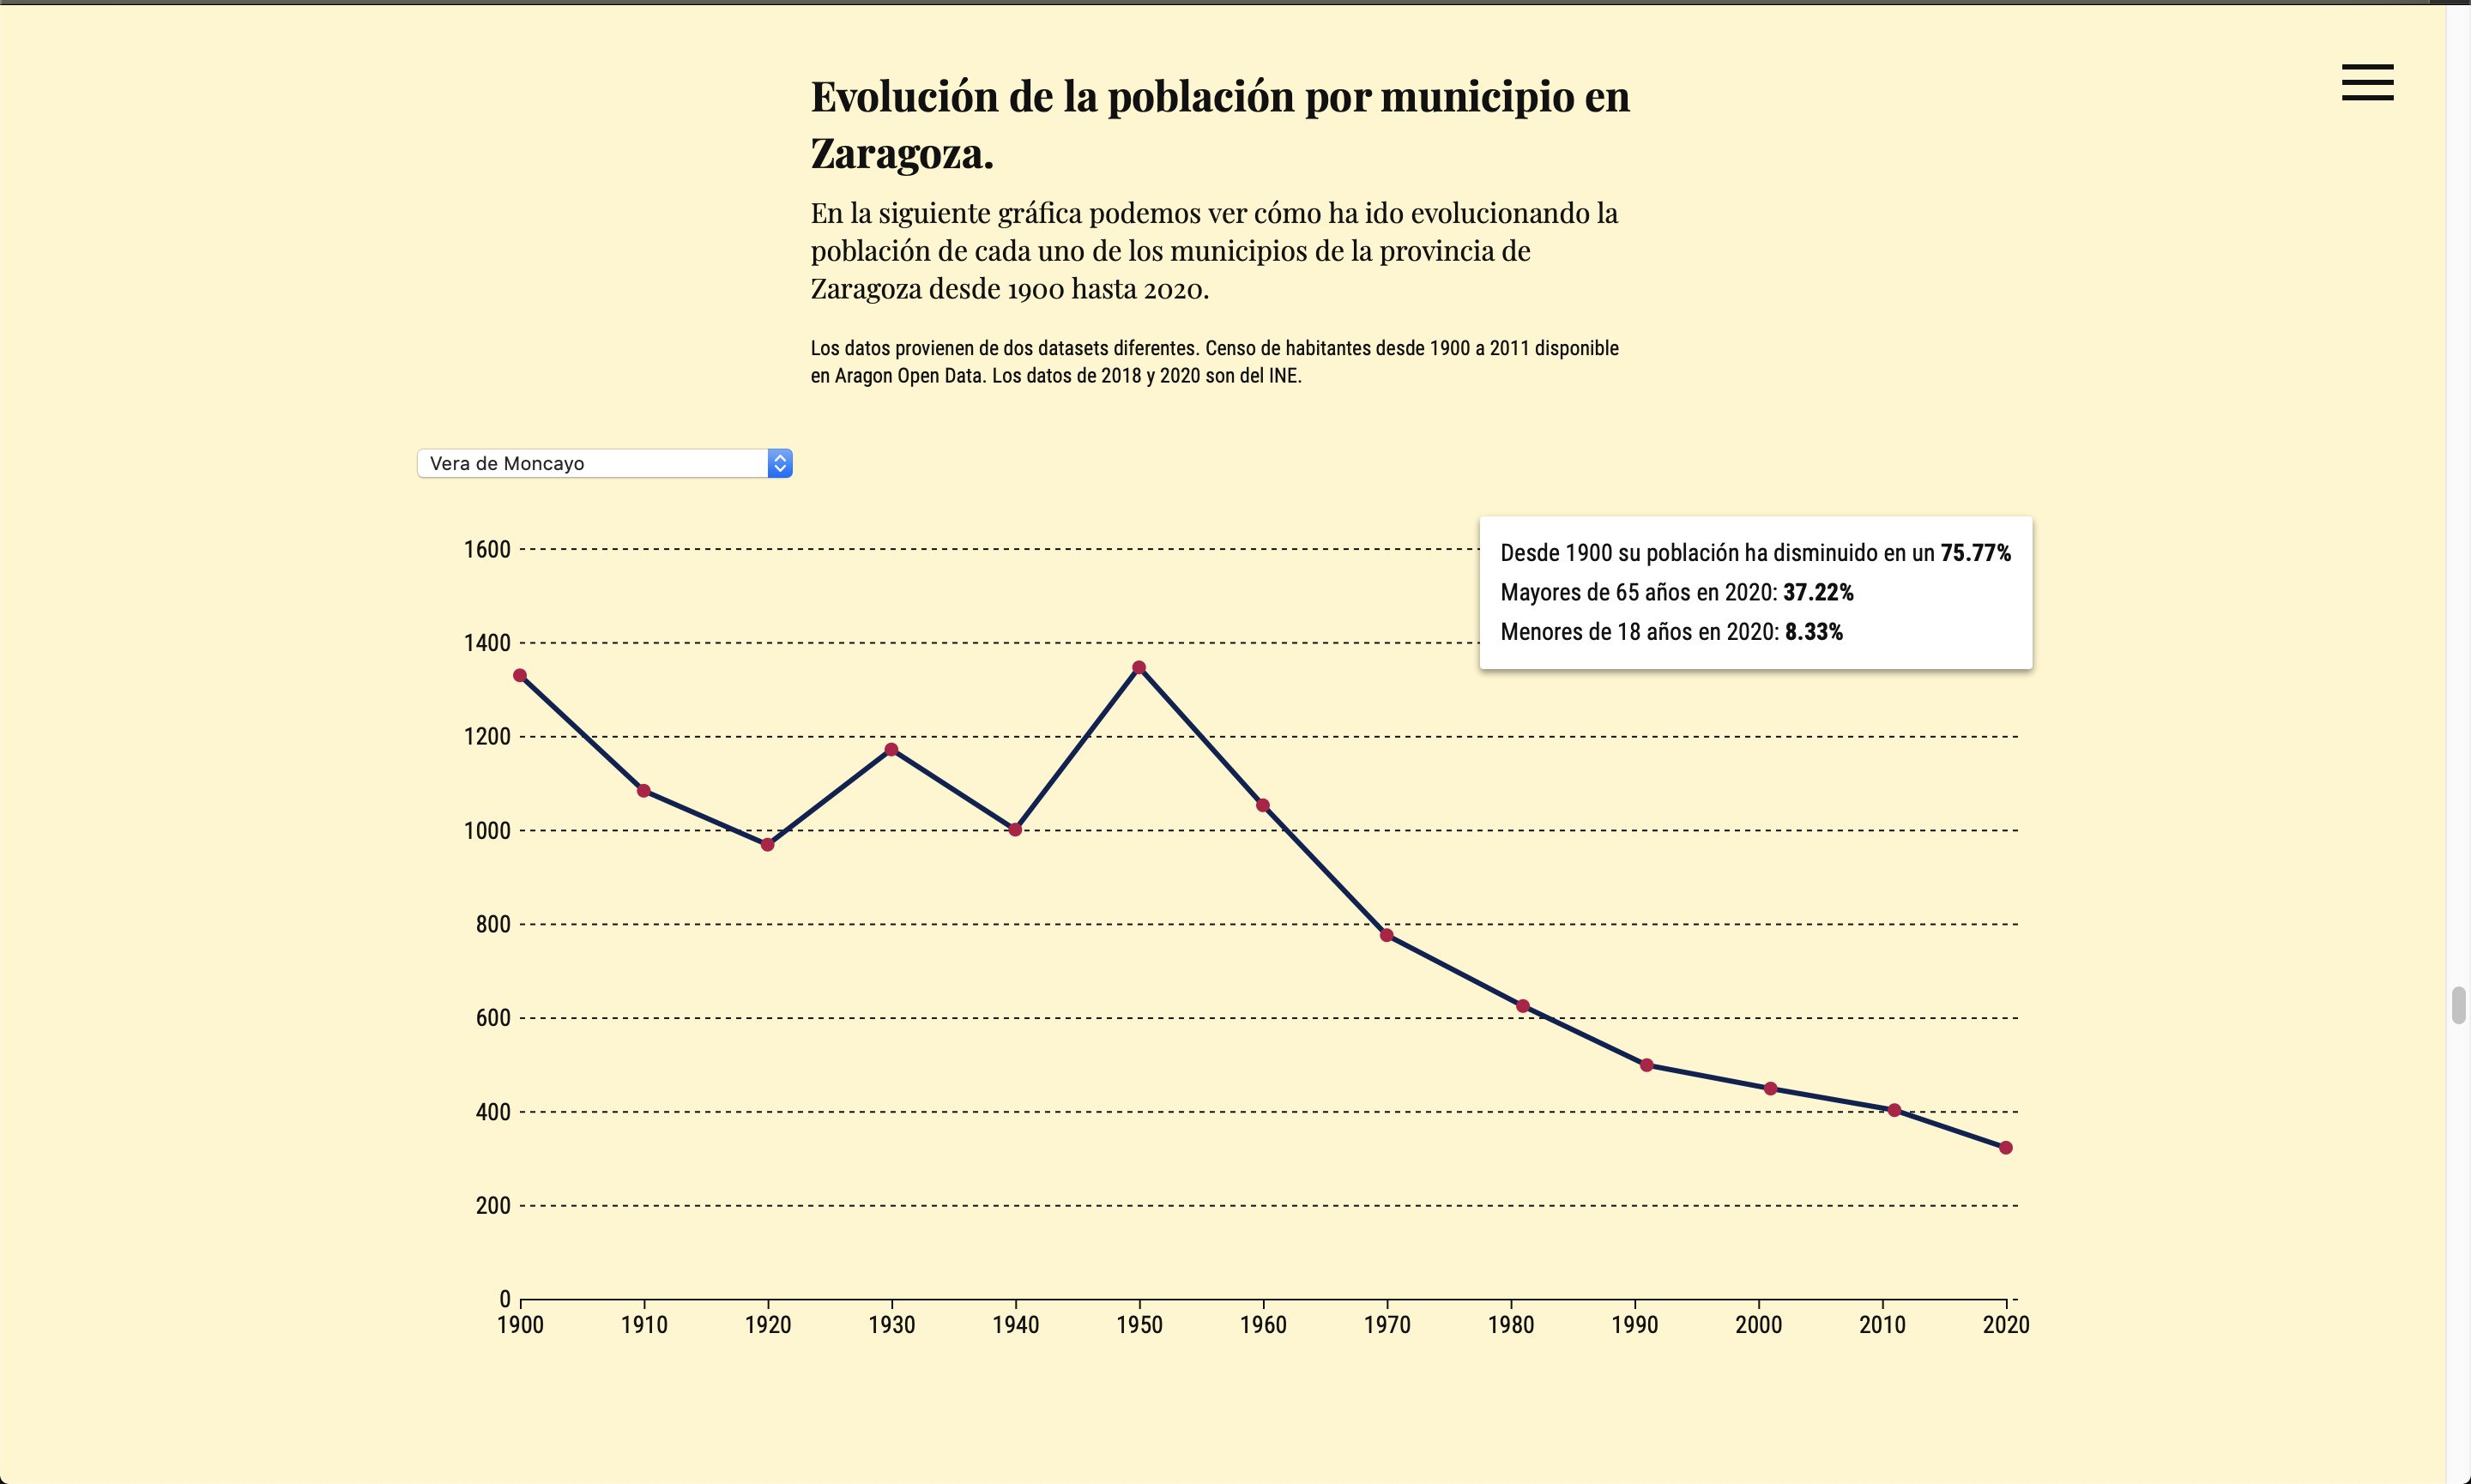 Evolución de la población por municipio en
Zaragoza.
En la siguiente gráfica podemos ver cómo ha ido evolucionando la
población de cada uno de los municipios de la provincia de
Zaragoza desde 1900 hasta 2020.
Los datos provienen de dos datasets diferentes. Censo de habitantes desde 1900 a 2011 disponible
en Aragon Open Data. Los datos de 2018 y 2020 son del INE.
Vera de Moncayo
Desde 1900 su población ha disminuido en un 75.77%
Mayores de 65 años en 2020: 37.22%
Menores de 18 años en 2020: 8.33%
1600
1400
1200
1000
800
600
400
200
0
1900 1910 1920 1930 1940 1950 1960 1970 1980 1990 2000 2010 2020